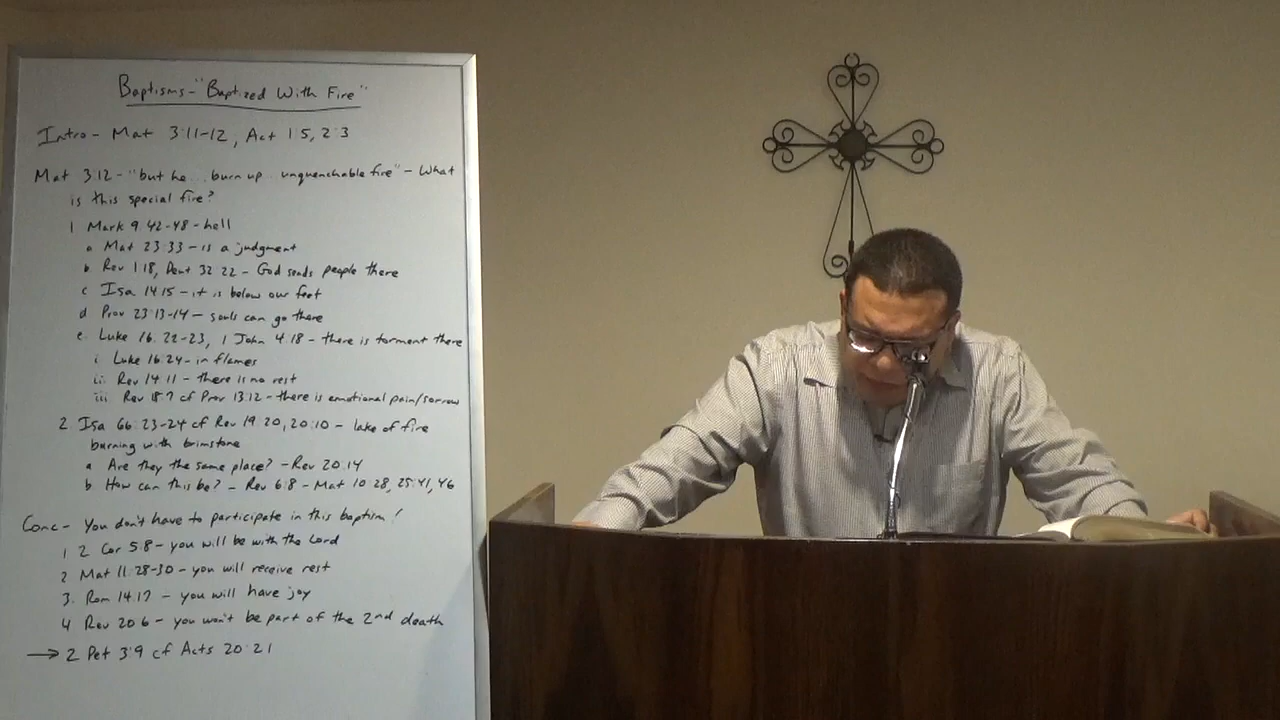 Baptisms - "Baptized With Fire"
Intro - Mat 3:11-12, Act 1:5, 2:3
Mat 3:12 - "but he... burn up... unquenchable fire" - What
is this special fire?
1 Mark 9:42-48 - hell
a Mat 23:33 - is a judgment
b Rev 1:18, Deut 32:22 - God sends people there
c Isa 14:15 - it is below our feet
d Prov 23:13-14 - souls can go there
e. Luke 16:22-23, 1 John 4:18 - there is torment there
i. Luke 16:24 - in flames
ii. Rev 14:11 - there is no rest
iii Rev 18:7 cf Prov 13:12 - there is emotional pain/sorrow
2. Isa 66:23-24 cf Rev 19:20, 20:10 - lake of fire
burning with brimstone
a Are they the same place? - Rev 20:14
b How can this be? - Rev 6:8 - Mat 10:28, 25:41, 46
Conc - You don't have to participate in this baptism!
1 2 Cor 5:8 - you will be with the Lord
2 Mat 11:28-30 - you will receive rest
3. Rom 14:17 - you will have joy
4 Rev 20:6 - you won't be part of the 2nd death
→ 2 Pet 3:9 cf Acts 20:21